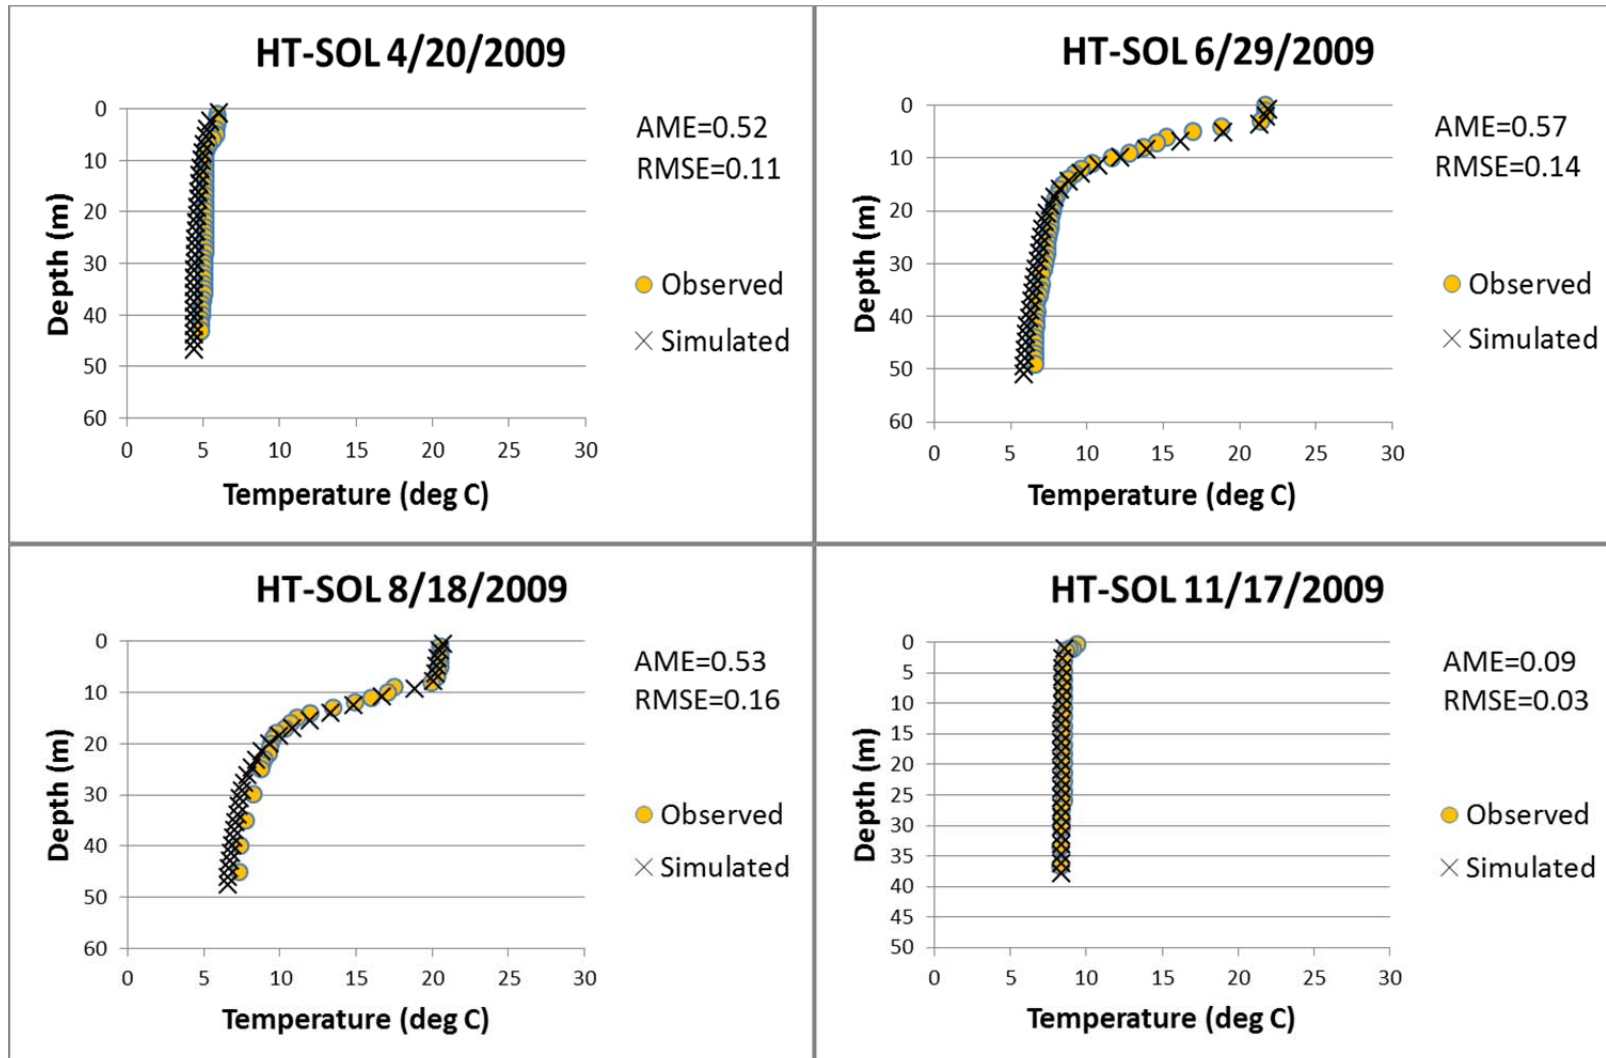 HT-SOL 4/20/2009
AME=0.52
RMSE=0.11
Depth (m)
0
10
20
30
40
50
60
0 5 10 15 20 25 30
Temperature (deg C)
Observed
Simulated
HT-SOL 6/29/2009
AME=0.57
RMSE=0.14
Depth (m)
0
10
20
30
40
50
60
0 5 10 15 20 25 30
Temperature (deg C)
Observed
Simulated
HT-SOL 8/18/2009
AME=0.53
RMSE=0.16
Depth (m)
0
10
20
30
40
50
60
0 5 10 15 20 25 30
Temperature (deg C)
Observed
Simulated
HT-SOL 11/17/2009
AME=0.09
RMSE=0.03
Depth (m)
0
5
10
15
20
25
30
35
40
45
50
0 5 10 15 20 25 30
Temperature (deg C)
Observed
Simulated